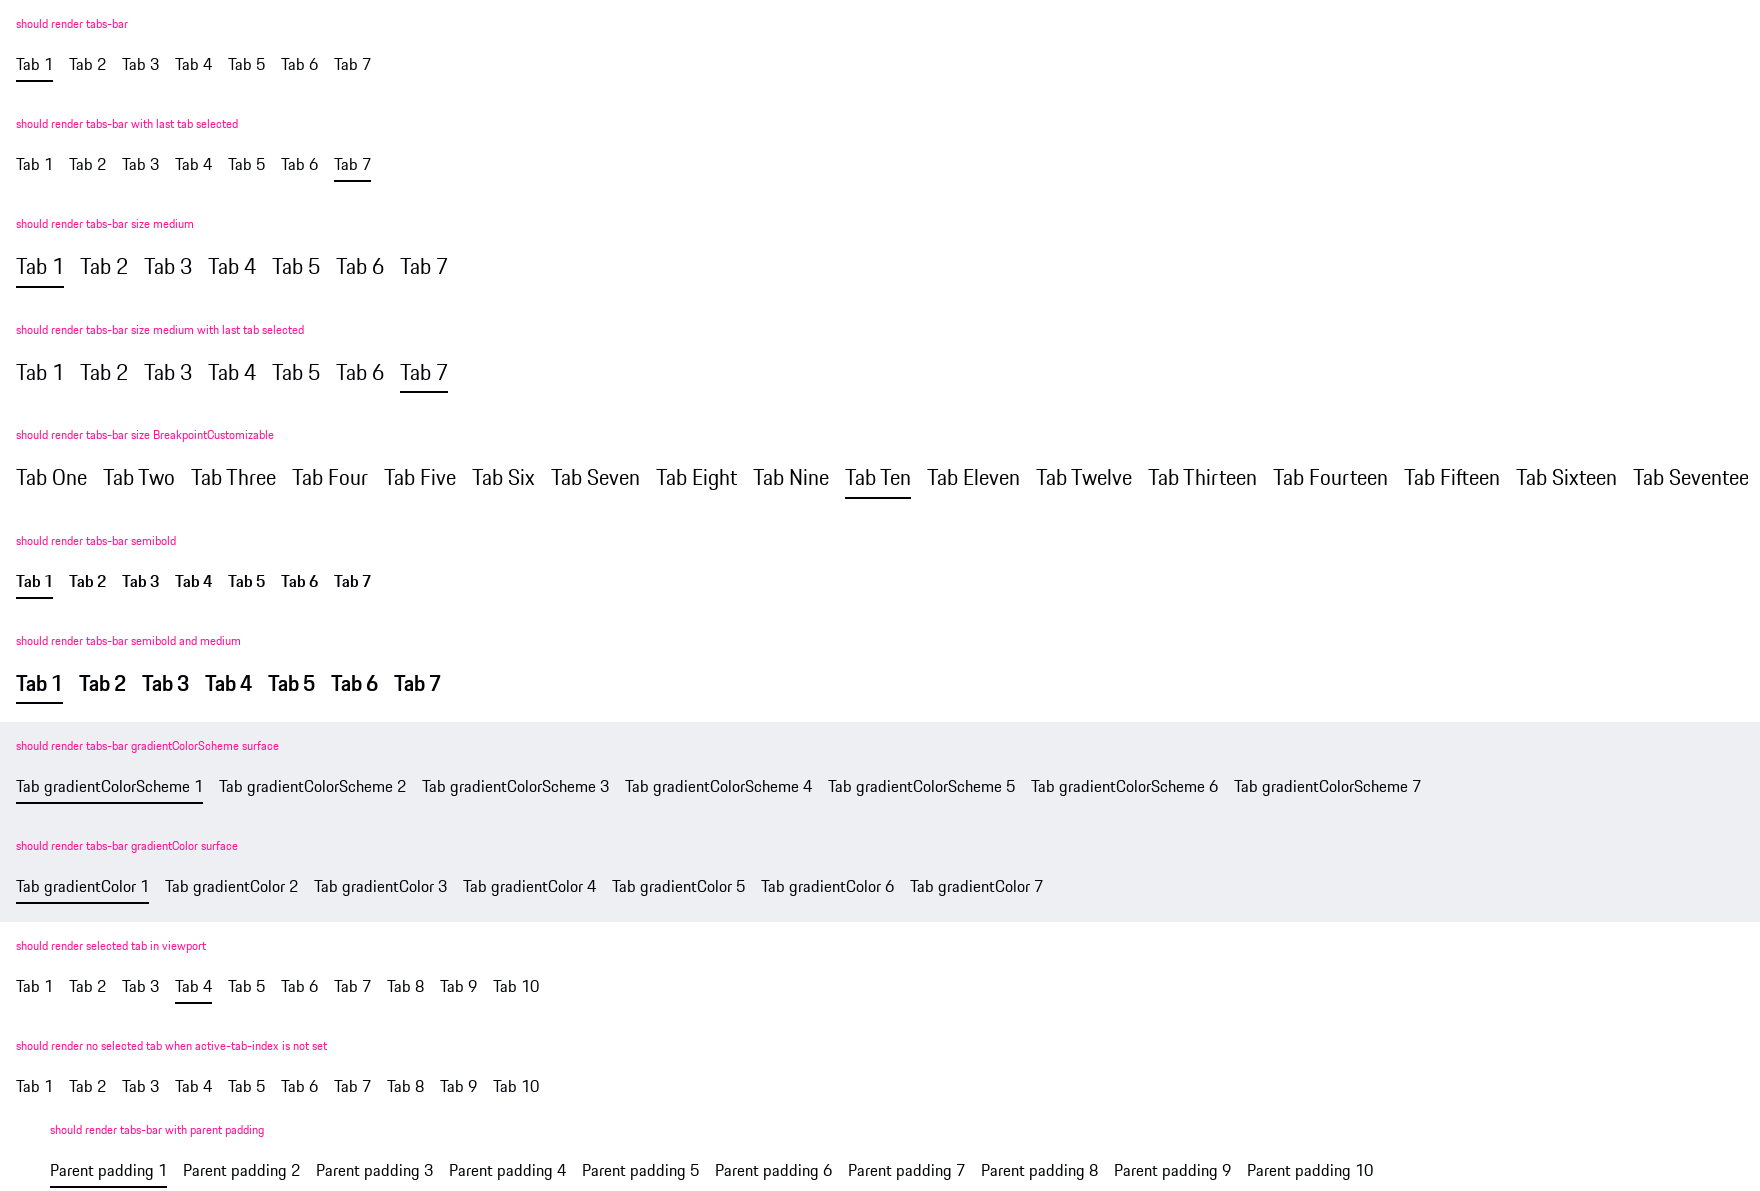 should render tabs-bar
Tab 1 Tab 2 Tab 3 Tab 4 Tab 5 Tab 6 Tab 7
should render tabs-bar with last tab selected
Tab 1 Tab 2 Tab 3 Tab 4 Tab 5 Tab 6 Tab 7
should render tabs-bar size medium
Tab 1 Tab 2 Tab 3 Tab 4 Tab 5 Tab 6 Tab 7
should render tabs-bar size medium with last tab selected
Tab 1 Tab 2 Tab 3 Tab 4 Tab 5 Tab 6 Tab 7
should render tabs-bar size BreakpointCustomizable
Tab One Tab Two Tab Three Tab Four Tab Five Tab Six Tab Seven Tab Eight Tab Nine Tab Ten Tab Eleven Tab Twelve Tab Thirteen Tab Fourteen Tab Fifteen Tab Sixteen Tab Seventee
should render tabs-bar semibold
Tab 1 Tab 2 Tab 3 Tab 4 Tab 5 Tab 6 Tab 7
should render tabs-bar semibold and medium
Tab 1 Tab 2 Tab 3 Tab 4 Tab 5 Tab 6 Tab 7
should render tabs-bar gradientColorScheme surface
Tab gradientColorScheme 1 Tab gradientColorScheme 2 Tab gradientColorScheme 3 Tab gradientColorScheme 4 Tab gradientColorScheme 5 Tab gradientColorScheme 6 Tab gradientColorScheme 7
should render tabs-bar gradientColor surface
Tab gradientColor 1 Tab gradientColor 2 Tab gradientColor 3 Tab gradientColor 4 Tab gradientColor 5 Tab gradientColor 6 Tab gradientColor 7
should render selected tab in viewport
Tab 1 Tab 2 Tab 3 Tab 4 Tab 5 Tab 6 Tab 7 Tab 8 Tab 9 Tab 10
should render no selected tab when active-tab-index is not set
Tab 1 Tab 2 Tab 3 Tab 4 Tab 5 Tab 6 Tab 7 Tab 8 Tab 9 Tab 10
should render tabs-bar with parent padding
Parent padding 1 Parent padding 2 Parent padding 3 Parent padding 4 Parent padding 5 Parent padding 6 Parent padding 7 Parent padding 8 Parent padding 9 Parent padding 10